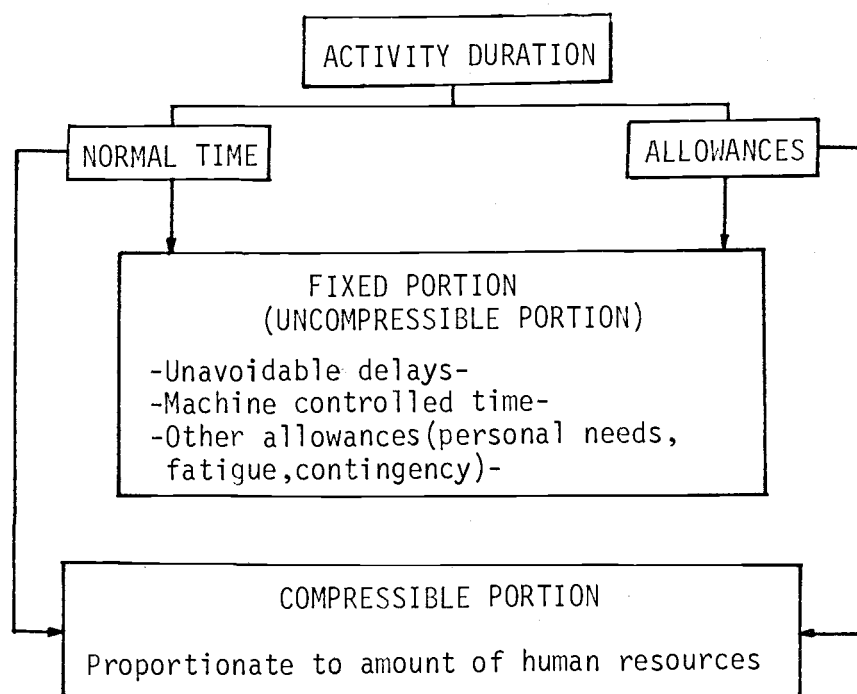 ACTIVITY DURATION
NORMAL TIME
ALLOWANCES
FIXED PORTION
(UNCOMPRESSIBLE PORTION)
-Unavoidable delays-
-Machine controlled time-
-Other allowances(personal needs,
fatigue,contingency)-
COMPRESSIBLE PORTION
Proportionate to amount of human resources